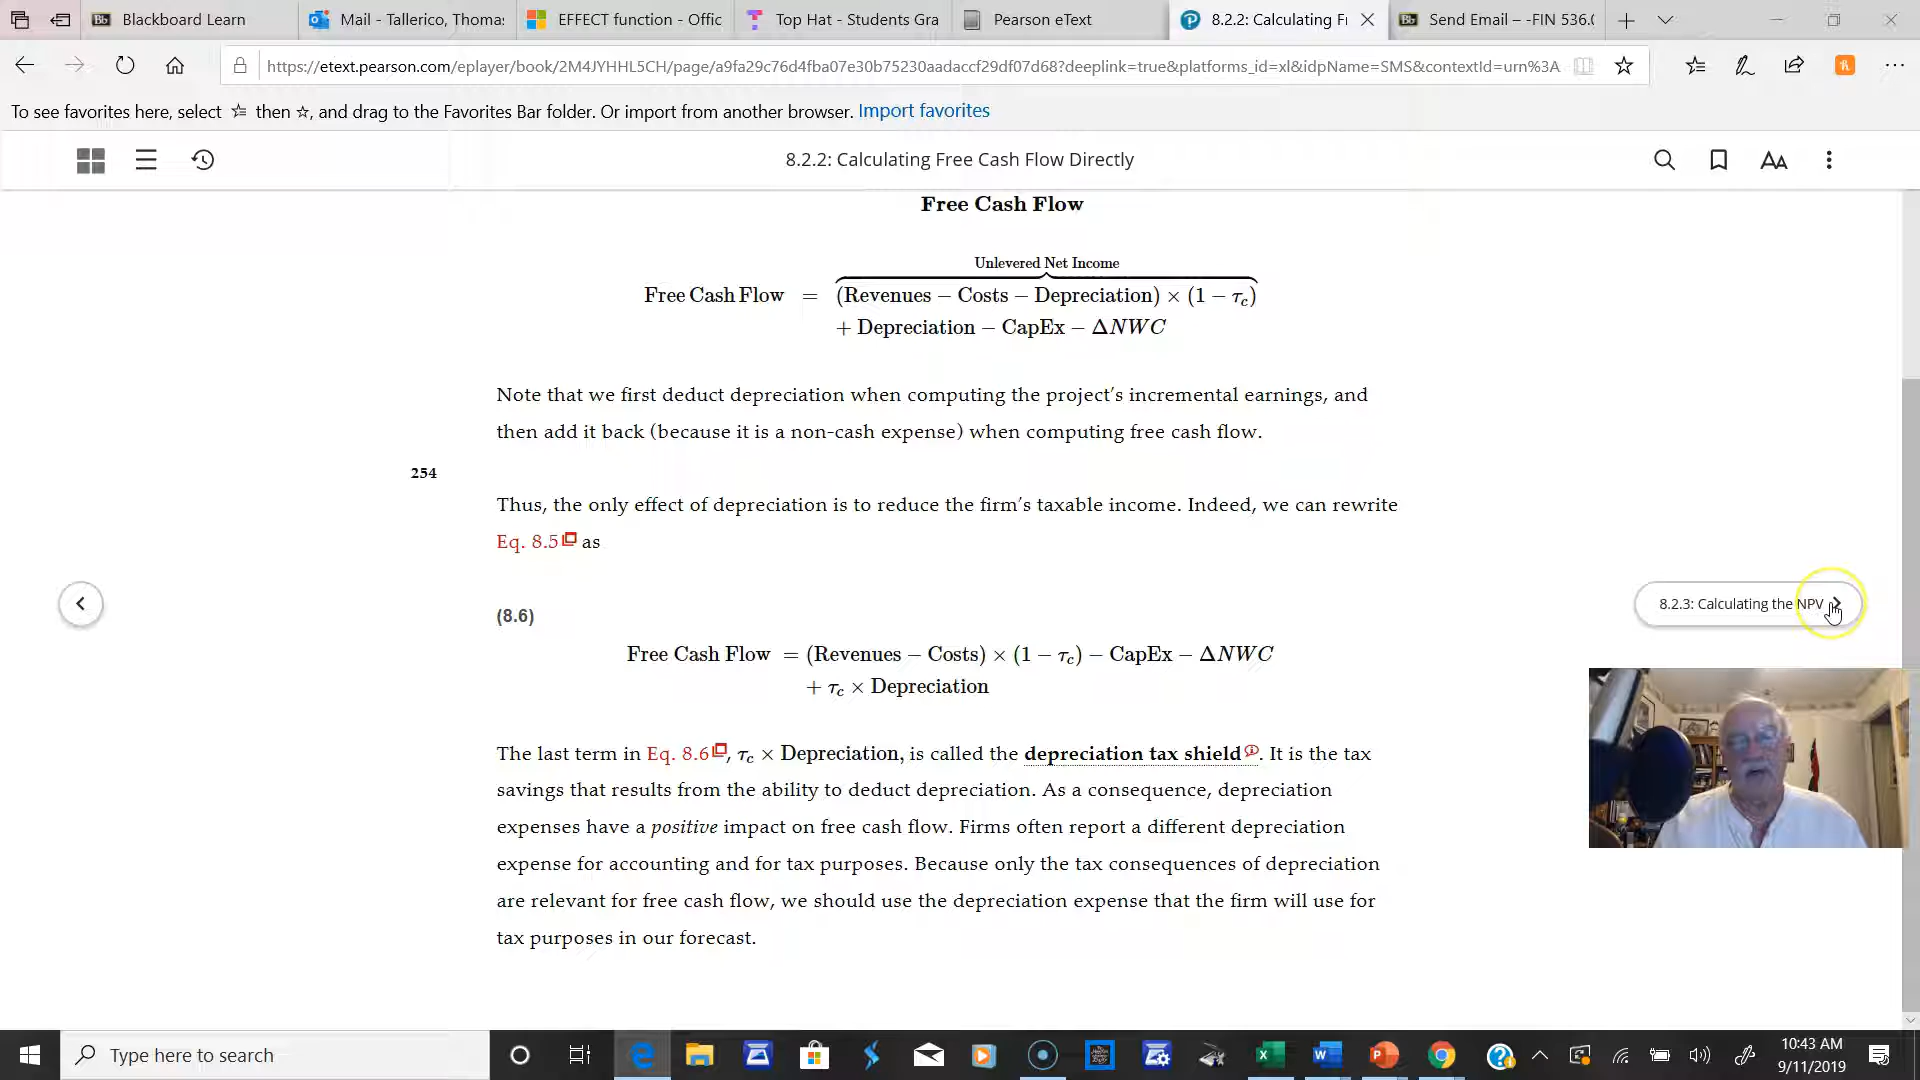 Blackboard Learn
Mail - Tallerico, Thomas
EFFECT function - Offic
Top Hat - Students Gra
Pearson eText
8.2.2: Calculating Fr
Send Email – -FIN 536.0
https://etext.pearson.com/eplayer/book/2M4JYHHL5CH/page/a9fa29c76d4fba07e30b75230aadaccf29df07d68?deeplink=true&platforms_id=xl&idpName=SMS&contextId=urn%3A
To see favorites here, select ☆ then ☆, and drag to the Favorites Bar folder. Or import from another browser. Import favorites
8.2.2: Calculating Free Cash Flow Directly
AA
Free Cash Flow
Unlevered Net Income
Free Cash Flow = (Revenues − Costs − Depreciation) × (1 − τc)
+ Depreciation − CapEx − ΔNWC
Note that we first deduct depreciation when computing the project's incremental earnings, and
then add it back (because it is a non-cash expense) when computing free cash flow.
254
Thus, the only effect of depreciation is to reduce the firm's taxable income. Indeed, we can rewrite
Eq. 8.5 as
8.2.3: Calculating the NPV
(8.6)
Free Cash Flow = (Revenues − Costs) × (1 − τc) − CapEx − ΔNWC
+ τc × Depreciation
The last term in Eq. 8.6, τc × Depreciation, is called the depreciation tax shield. It is the tax
savings that results from the ability to deduct depreciation. As a consequence, depreciation
expenses have a positive impact on free cash flow. Firms often report a different depreciation
expense for accounting and for tax purposes. Because only the tax consequences of depreciation
are relevant for free cash flow, we should use the depreciation expense that the firm will use for
tax purposes in our forecast.
Type here to search
10:43 AM
9/11/2019